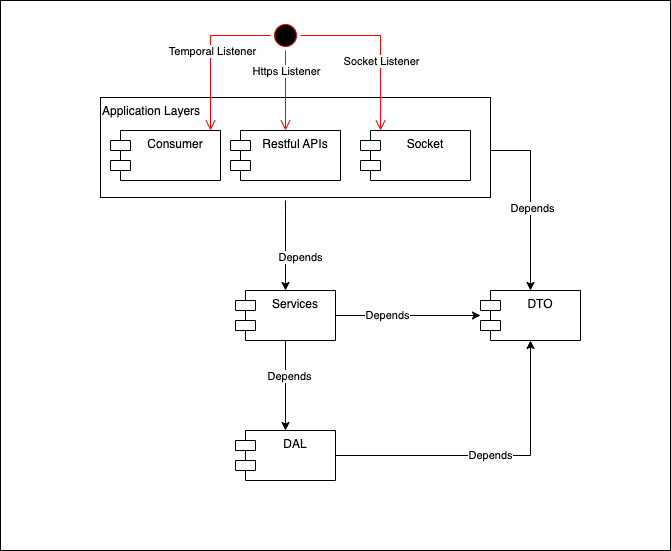 Temporal Listener
Https Listener
Socket Listener
Application Layers
Consumer
Restful APIs
Socket
Depends
Depends
Services
Depends
DTO
Depends
DAL
Depends